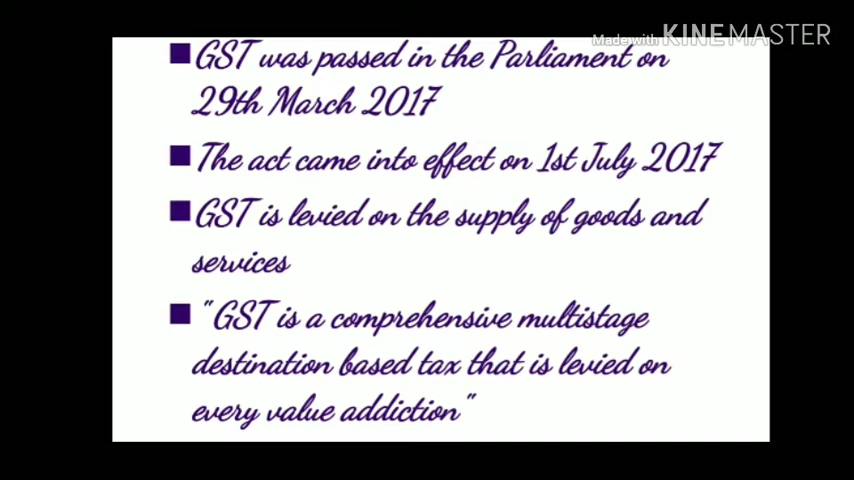 Made with KINEMASTER
GST was passed in the Parliament on
29th March 2017
The act came into effect on 1st July 2017
GST is levied on the supply of goods and
services
"GST is a comprehensive multistage
destination based tax that is levied on
every value addiction"